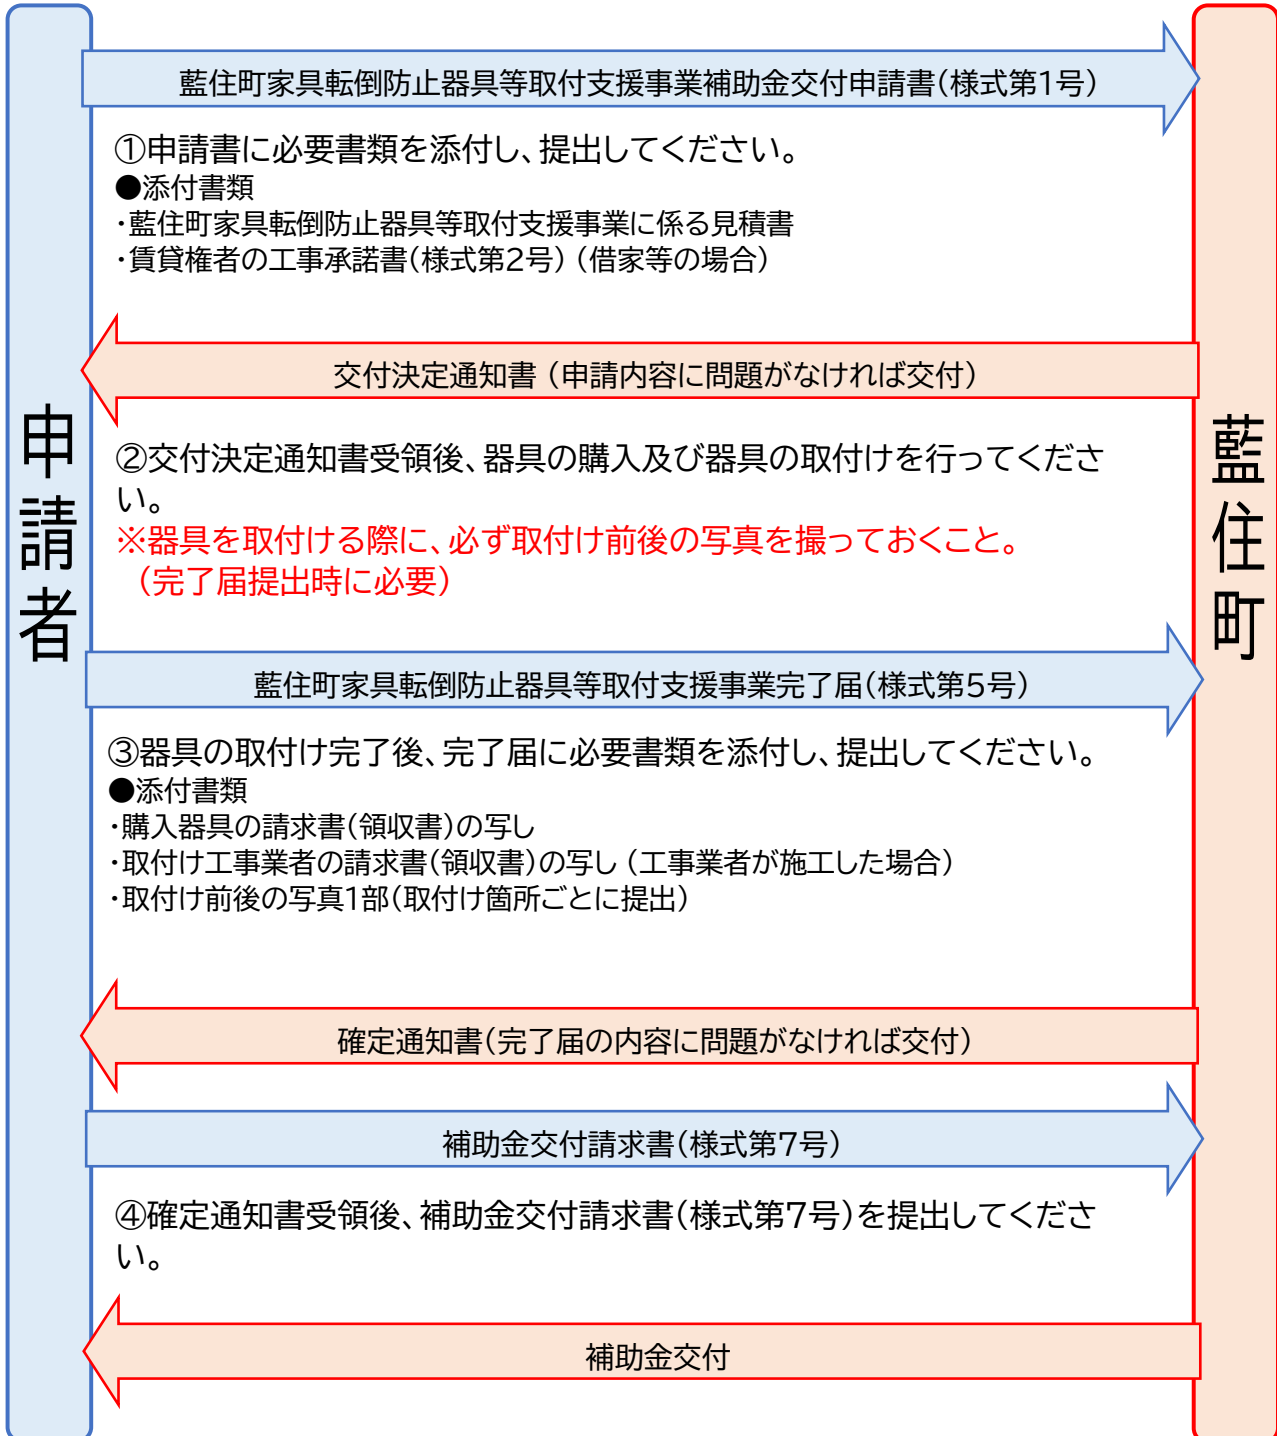 藍住町家具転倒防止器具等取付支援事業補助金交付申請書(様式第1号)
①申請書に必要書類を添付し、提出してください。
●添付書類
・藍住町家具転倒防止器具等取付支援事業に係る見積書
・賃貸権者の工事承諾書(様式第2号) (借家等の場合)
交付決定通知書 (申請内容に問題がなければ交付)
②交付決定通知書受領後、器具の購入及び器具の取付けを行ってくださ
い。
※器具を取付ける際に、必ず取付け前後の写真を撮っておくこと。
(完了届提出時に必要)
申請者
藍住町
藍住町家具転倒防止器具等取付支援事業完了届(様式第5号)
③器具の取付け完了後、完了届に必要書類を添付し、提出してください。
●添付書類
・購入器具の請求書(領収書)の写し
・取付け工事業者の請求書(領収書)の写し (工事業者が施工した場合)
・取付け前後の写真1部(取付け箇所ごとに提出)
確定通知書(完了届の内容に問題がなければ交付)
補助金交付請求書(様式第7号)
④確定通知書受領後、補助金交付請求書(様式第7号)を提出してくださ
い。
補助金交付